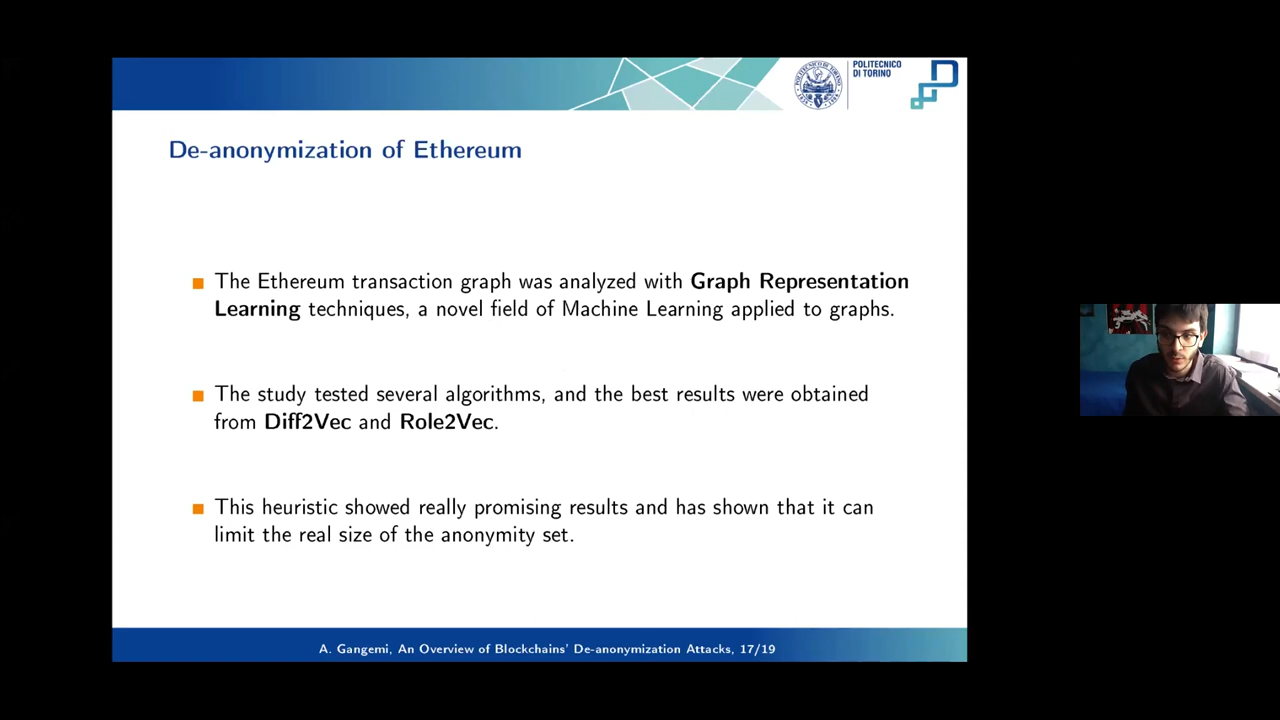 POLITECNICO
DI TORINO
De-anonymization of Ethereum
The Ethereum transaction graph was analyzed with Graph Representation
Learning techniques, a novel field of Machine Learning applied to graphs.
The study tested several algorithms, and the best results were obtained
from Diff2Vec and Role2Vec.
This heuristic showed really promising results and has shown that it can
limit the real size of the anonymity set.
A. Gangemi, An Overview of Blockchains' De-anonymization Attacks, 17/19